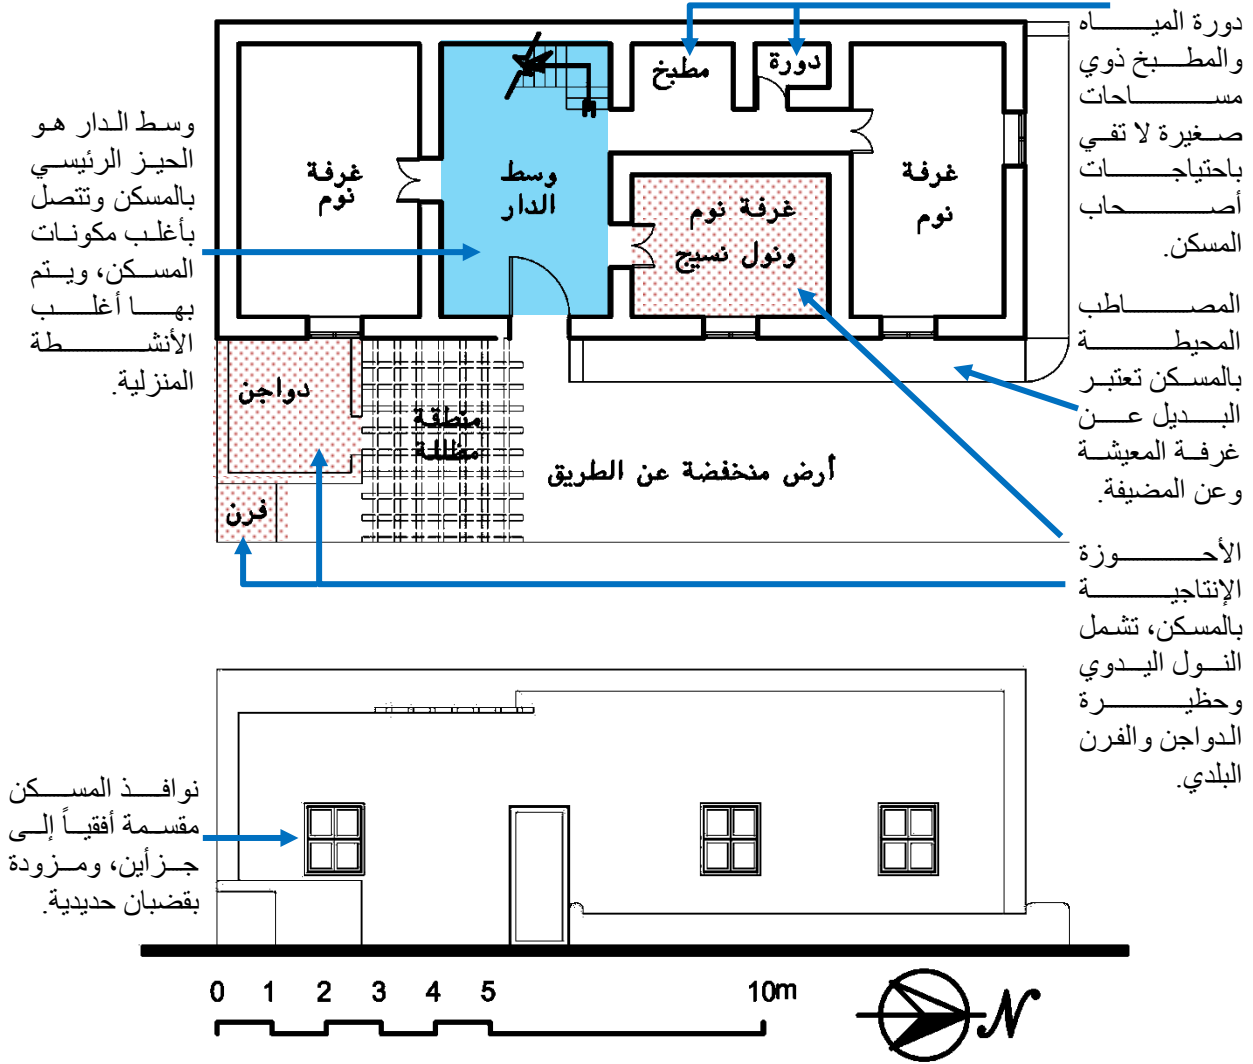 دورة المياه
والمطبخ ذوي
مساحات
صغيرة لا تفي
باحتياجات
أصحاب
المسكن.
المصاطب
المحيطة
بالمسكن تعتبر
البديل عن
غرفة المعيشة
وعن المضيفة.
الأحوزة
الإنتاجية
بالمسكن، تشمل
النول اليدوي
وحظيرة
الدواجن والفرن
البلدي.
دورة
مطبخ
غرفة
نوم
وسط
الدار
غرفة نوم
ونول نسيج
غرفة
نوم
وسط الدار هو
الحيز الرئيسي
بالمسكن وتتصل
بأغلب مكونات
المسكن، ويتم
بها أغلب
الأنشطة
المنزلية.
دواجن
منطقة
مظللة
أرض منخفضة عن الطريق
فرن
نوافذ المسكن
مقسمة أفقياً إلى
جزأين، ومزودة
بقضبان حديدية.
0 1 2 3 4 5 10m
N